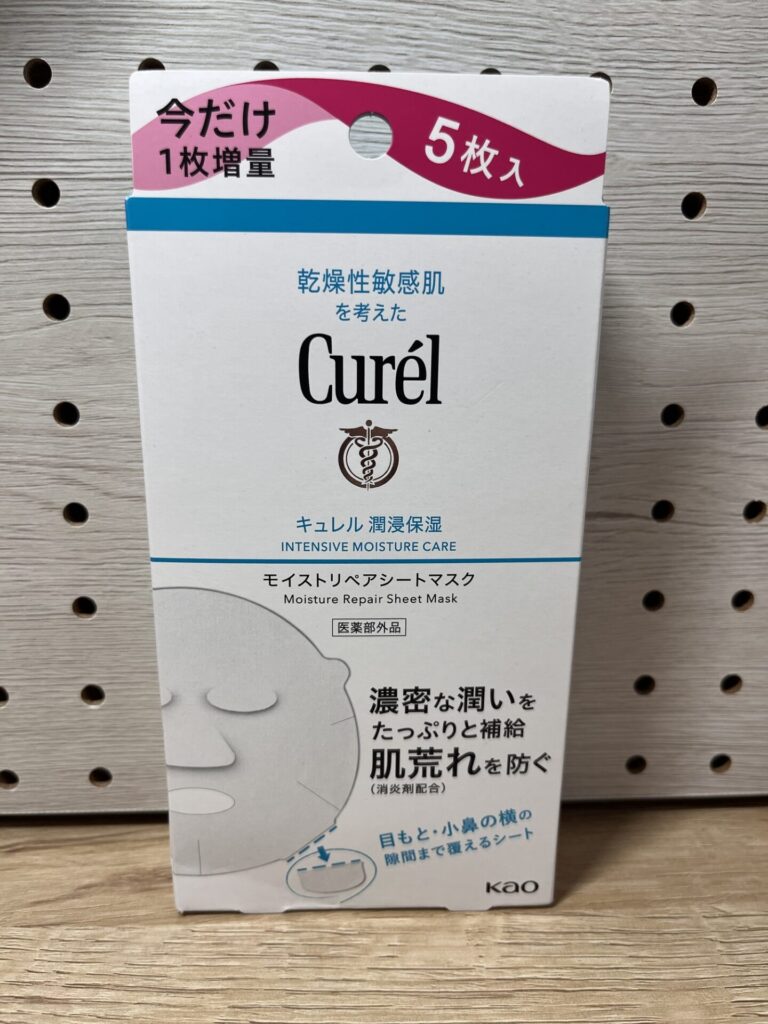 今だけ
1枚増量
5枚入
乾燥性敏感肌
を考えた
Curél
キュレル 潤浸保湿
INTENSIVE MOISTURE CARE
モイストリペアシートマスク
Moisture Repair Sheet Mask
医薬部外品
濃密な潤いを
たっぷりと補給
肌荒れを防ぐ
(消炎剤配合)
目もと・小鼻の横の
隙間まで覆えるシート
Kao